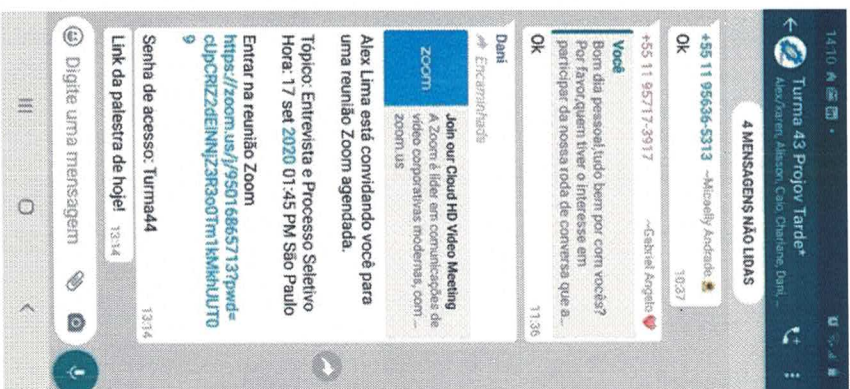 14:10
Turma 43 Projov Tarde*
Alex/varen, Alisson, Caio, Charlane, Dani, ...
4 MENSAGENS NÃO LIDAS
+55 11 95636-5313 ~Micaelly Andrade
Ok 10:37
+55 11 95717-3917 ~Gabriel Angelo
Você
Bom dia pessoal,tudo bem por com vocês?
Por favor,quem tiver o interesse em
participar da nossa roda de conversa que a...
Ok 11:36
Dani
Encaminhada
zoom
Join our Cloud HD Video Meeting
A Zoom é líder em comunicações de
vídeo corporativas modernas, com ...
zoom.us
Alex Lima está convidando você para
uma reunião Zoom agendada.
Tópico: Entrevista e Processo Seletivo
Hora: 17 set 2020 01:45 PM São Paulo
Entrar na reunião Zoom
https://zoom.us/j/95016865713?pwd=
cUpCRlZ2dEiNNjZ3R3o0Tm1kMkhUUT0
9
Senha de acesso: Turma44 13:14
Link da palestra de hoje! 13:14
Digite uma mensagem